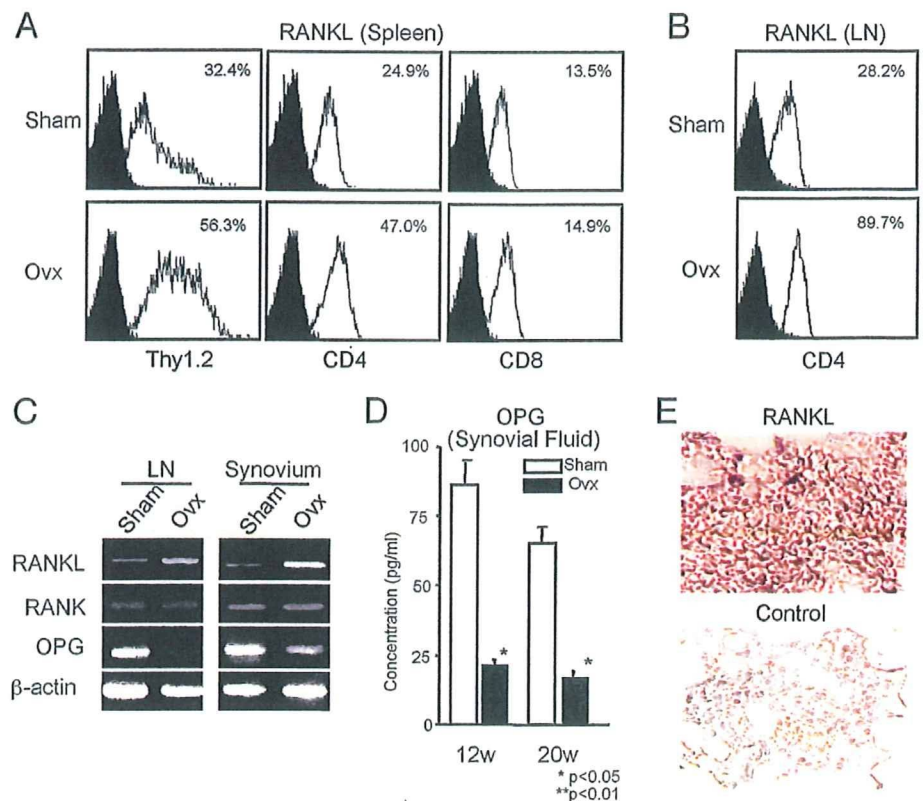 A
RANKL (Spleen)
Sham
32.4%
24.9%
13.5%
Ovx
56.3%
47.0%
14.9%
Thy1.2
CD4
CD8
B
RANKL (LN)
28.2%
Sham
89.7%
Ovx
CD4
C
LN
Synovium
Sham
Ovx
Sham
Ovx
RANKL
RANK
OPG
β-actin
D
OPG
(Synovial Fluid)
Sham
Ovx
Concentration (pg/ml)
100
75
50
25
0
*
*
12w
20w
* p<0.05
**p<0.01
E
RANKL
Control